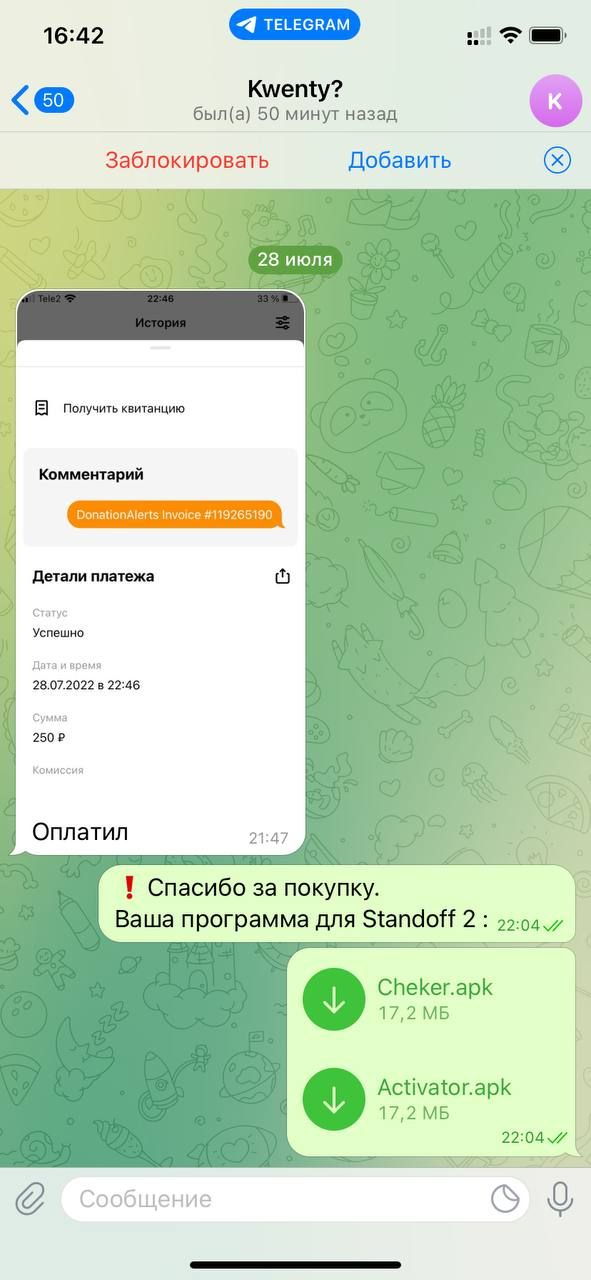 16:42
TELEGRAM
50
Kwenty?
был(а) 50 минут назад
Заблокировать
Добавить
28 июля
Tele2
22:46
33 %
История
Получить квитанцию
Комментарий
DonationAlerts Invoice #119265190
Детали платежа
Статус
Успешно
Дата и время
28.07.2022 в 22:46
Сумма
250 ₽
Комиссия
Оплатил
21:47
❗ Спасибо за покупку.
Ваша программа для Standoff 2 :
22:04
Cheker.apk
17,2 МБ
Activator.apk
17,2 МБ
22:04
Сообщение